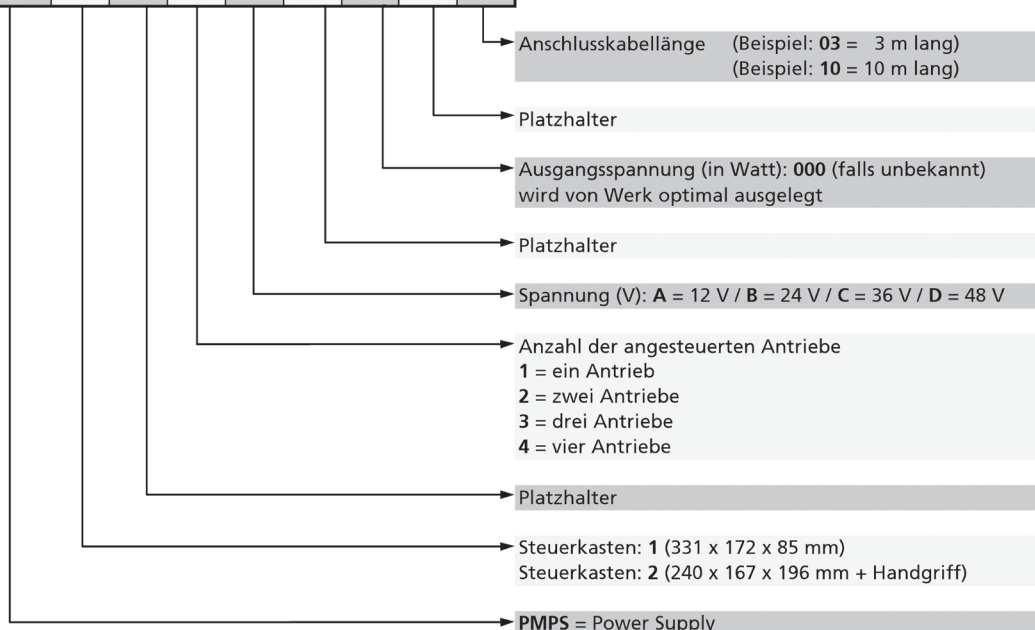 Anschlusskabellänge (Beispiel: 03 = 3 m lang)
(Beispiel: 10 = 10 m lang)
Platzhalter
Ausgangsspannung (in Watt): 000 (falls unbekannt)
wird von Werk optimal ausgelegt
Platzhalter
Spannung (V): A = 12 V / B = 24 V / C = 36 V / D = 48 V
Anzahl der angesteuerten Antriebe
1 = ein Antrieb
2 = zwei Antriebe
3 = drei Antriebe
4 = vier Antriebe
Platzhalter
Steuerkasten: 1 (331 x 172 x 85 mm)
Steuerkasten: 2 (240 x 167 x 196 mm + Handgriff)
PMPS = Power Supply